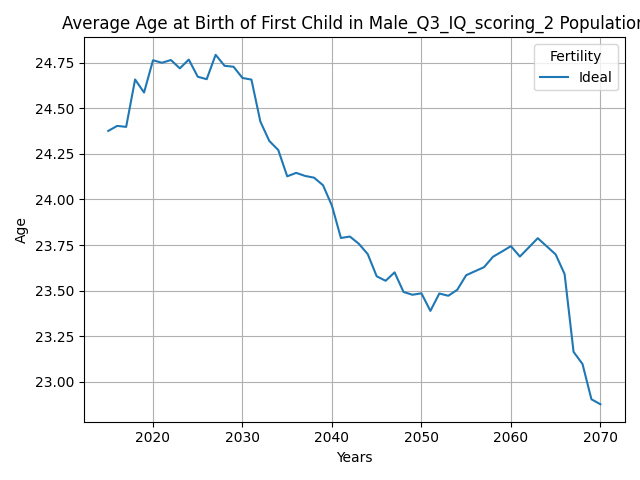 Average Age at Birth of First Child in Male_Q3_IQ_scoring_2 Population
Fertility
Ideal
24.75
24.50
24.25
24.00
23.75
23.50
23.25
23.00
Age
2020 2030 2040 2050 2060 2070
Years